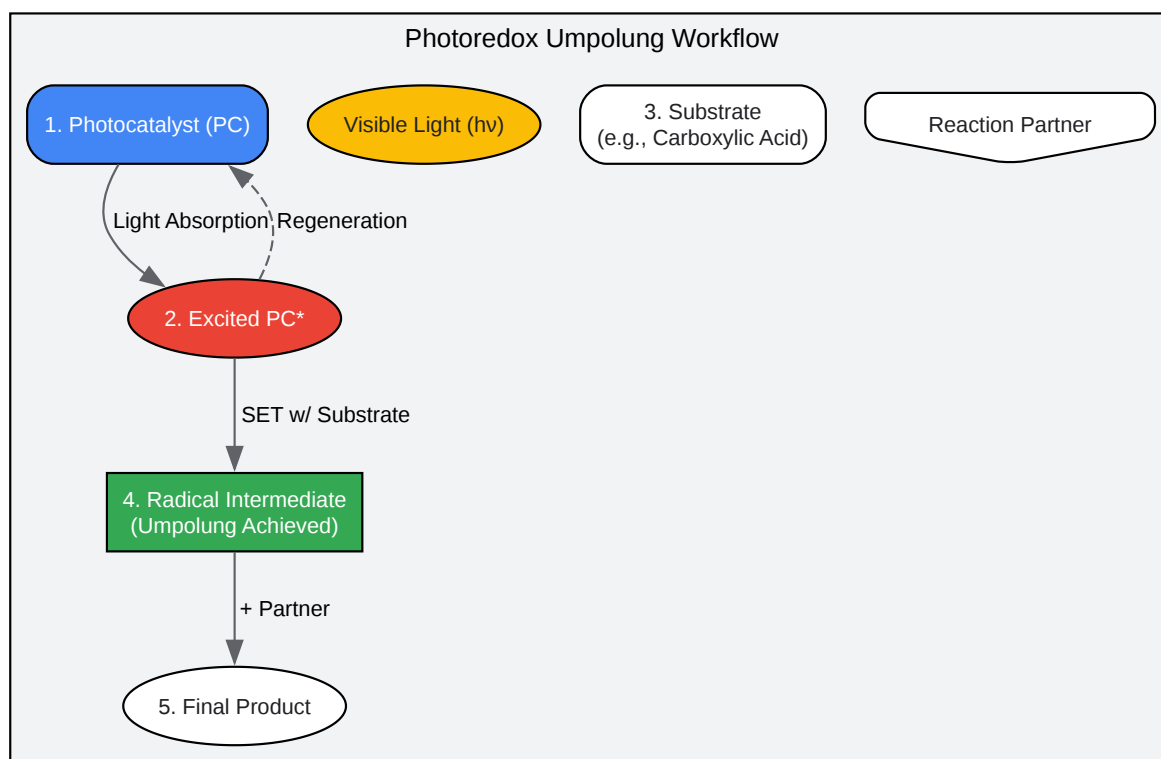 Photoredox Umpolung Workflow
1. Photocatalyst (PC)
Visible Light (hν)
3. Substrate
(e.g., Carboxylic Acid)
Reaction Partner
Light Absorption
Regeneration
2. Excited PC*
SET w/ Substrate
4. Radical Intermediate
(Umpolung Achieved)
+ Partner
5. Final Product